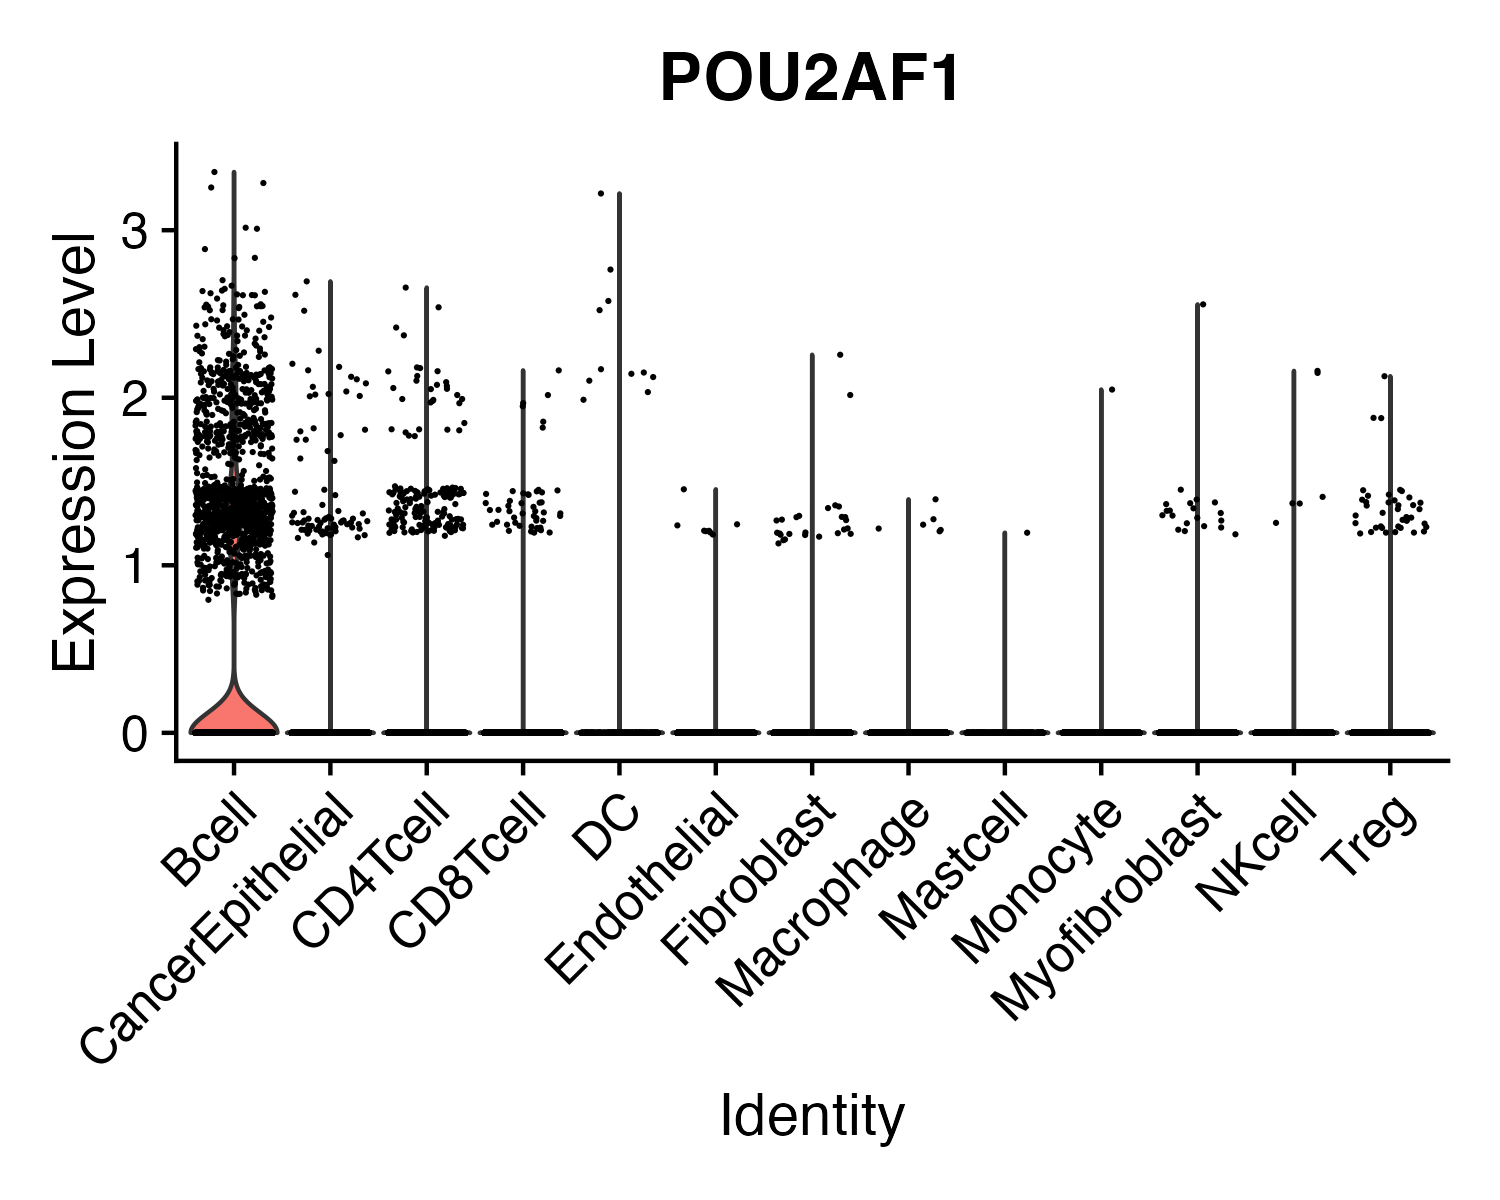 POU2AF1
Expression Level
3
2
1
0
Bcell
CancerEpithelial
CD4Tcell
CD8Tcell
DC
Endothelial
Fibroblast
Macrophage
Mastcell
Monocyte
Myofibroblast
NKcell
Treg
Identity